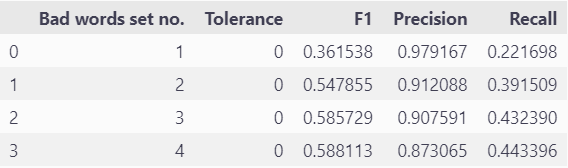 Bad words set no. Tolerance F1 Precision Recall
0 1 0 0.361538 0.979167 0.221698
1 2 0 0.547855 0.912088 0.391509
2 3 0 0.585729 0.907591 0.432390
3 4 0 0.588113 0.873065 0.443396